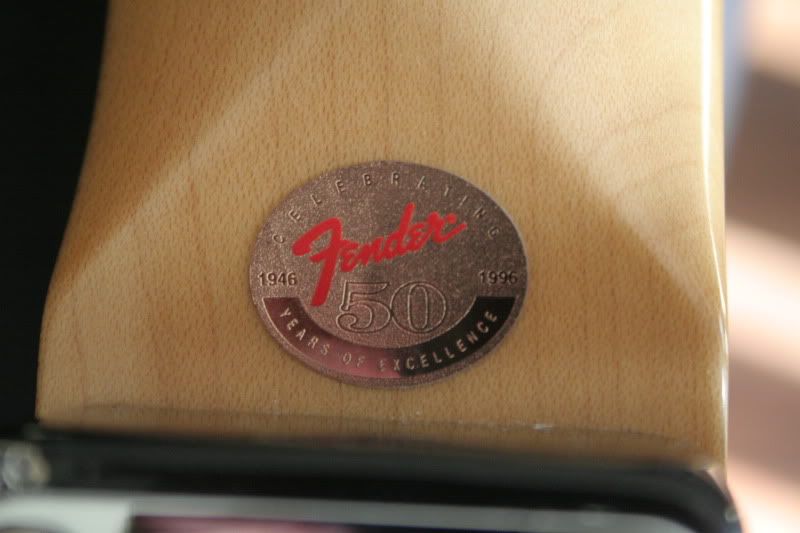 CELEBRATING
Fender
1946 50 1996
YEARS OF EXCELLENCE